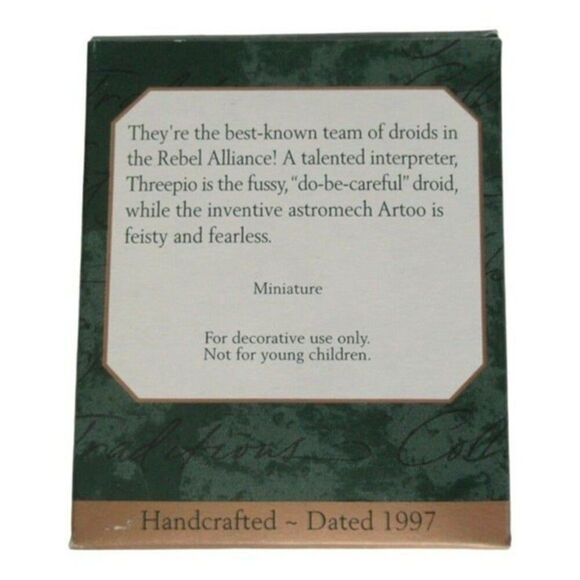 They're the best-known team of droids in
the Rebel Alliance! A talented interpreter,
Threepio is the fussy, "do-be-careful" droid,
while the inventive astromech Artoo is
feisty and fearless.
Miniature
For decorative use only.
Not for young children.
Traditions Coll
Handcrafted ~ Dated 1997